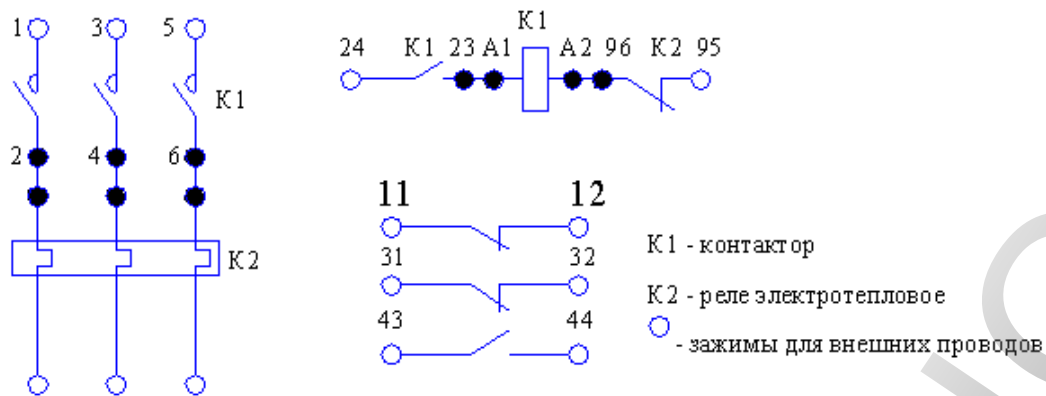 1 3 5
K1
2 4 6
K2
K1
24 K1 23 A1 A2 96 K2 95
11 12
31 32
43 44
K1 - контактор
K2 - реле электротепловое
- зажимы для внешних проводов